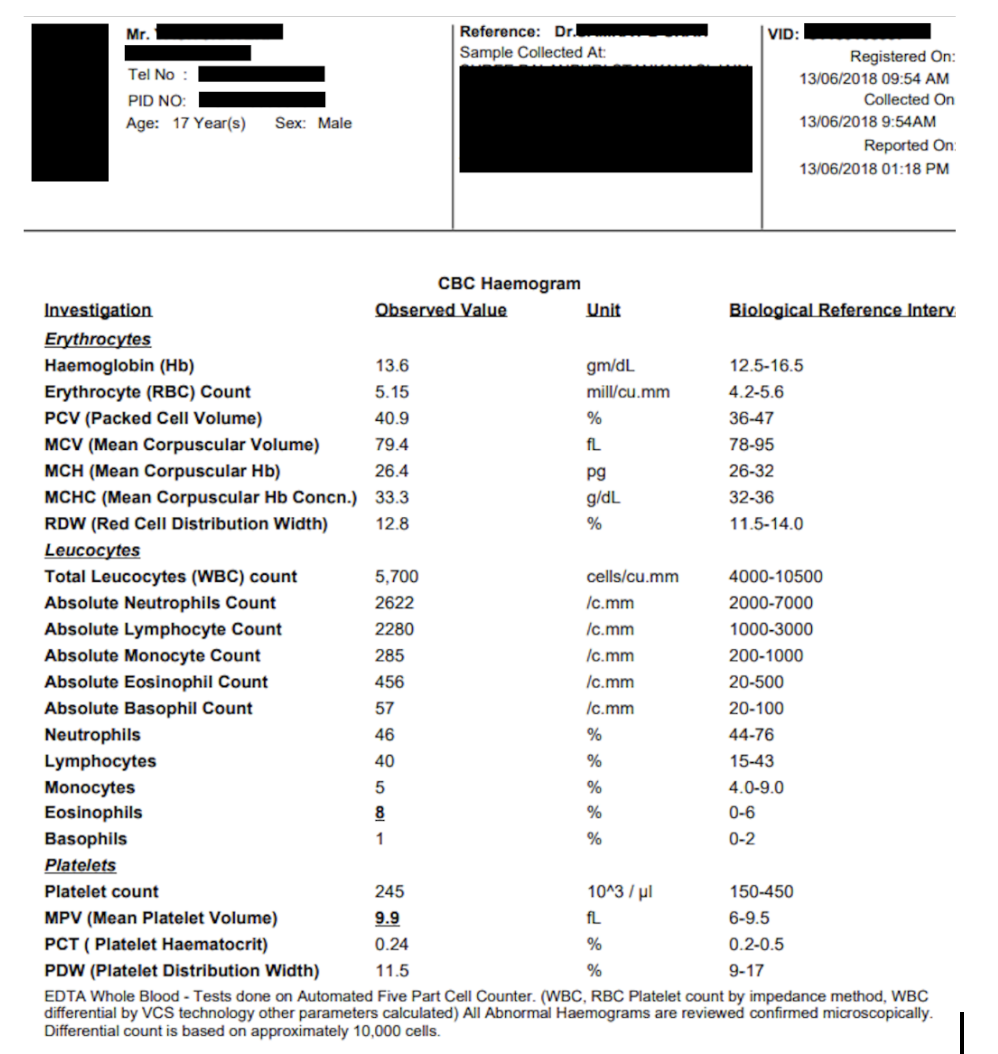 Mr.
Tel No :
PID NO:
Age: 17 Year(s) Sex: Male
Reference: Dr.
Sample Collected At:
VID:
Registered On:
13/06/2018 09:54 AM
Collected On
13/06/2018 9:54AM
Reported On:
13/06/2018 01:18 PM
CBC Haemogram
Investigation Observed Value Unit Biological Reference Interv
Erythrocytes
Haemoglobin (Hb) 13.6 gm/dL 12.5-16.5
Erythrocyte (RBC) Count 5.15 mill/cu.mm 4.2-5.6
PCV (Packed Cell Volume) 40.9 % 36-47
MCV (Mean Corpuscular Volume) 79.4 fL 78-95
MCH (Mean Corpuscular Hb) 26.4 pg 26-32
MCHC (Mean Corpuscular Hb Concn.) 33.3 g/dL 32-36
RDW (Red Cell Distribution Width) 12.8 % 11.5-14.0
Leucocytes
Total Leucocytes (WBC) count 5,700 cells/cu.mm 4000-10500
Absolute Neutrophils Count 2622 /c.mm 2000-7000
Absolute Lymphocyte Count 2280 /c.mm 1000-3000
Absolute Monocyte Count 285 /c.mm 200-1000
Absolute Eosinophil Count 456 /c.mm 20-500
Absolute Basophil Count 57 /c.mm 20-100
Neutrophils 46 % 44-76
Lymphocytes 40 % 15-43
Monocytes 5 % 4.0-9.0
Eosinophils 8 % 0-6
Basophils 1 % 0-2
Platelets
Platelet count 245 10^3 / µl 150-450
MPV (Mean Platelet Volume) 9.9 fL 6-9.5
PCT ( Platelet Haematocrit) 0.24 % 0.2-0.5
PDW (Platelet Distribution Width) 11.5 % 9-17
EDTA Whole Blood - Tests done on Automated Five Part Cell Counter. (WBC, RBC Platelet count by impedance method, WBC
differential by VCS technology other parameters calculated) All Abnormal Haemograms are reviewed confirmed microscopically.
Differential count is based on approximately 10,000 cells.